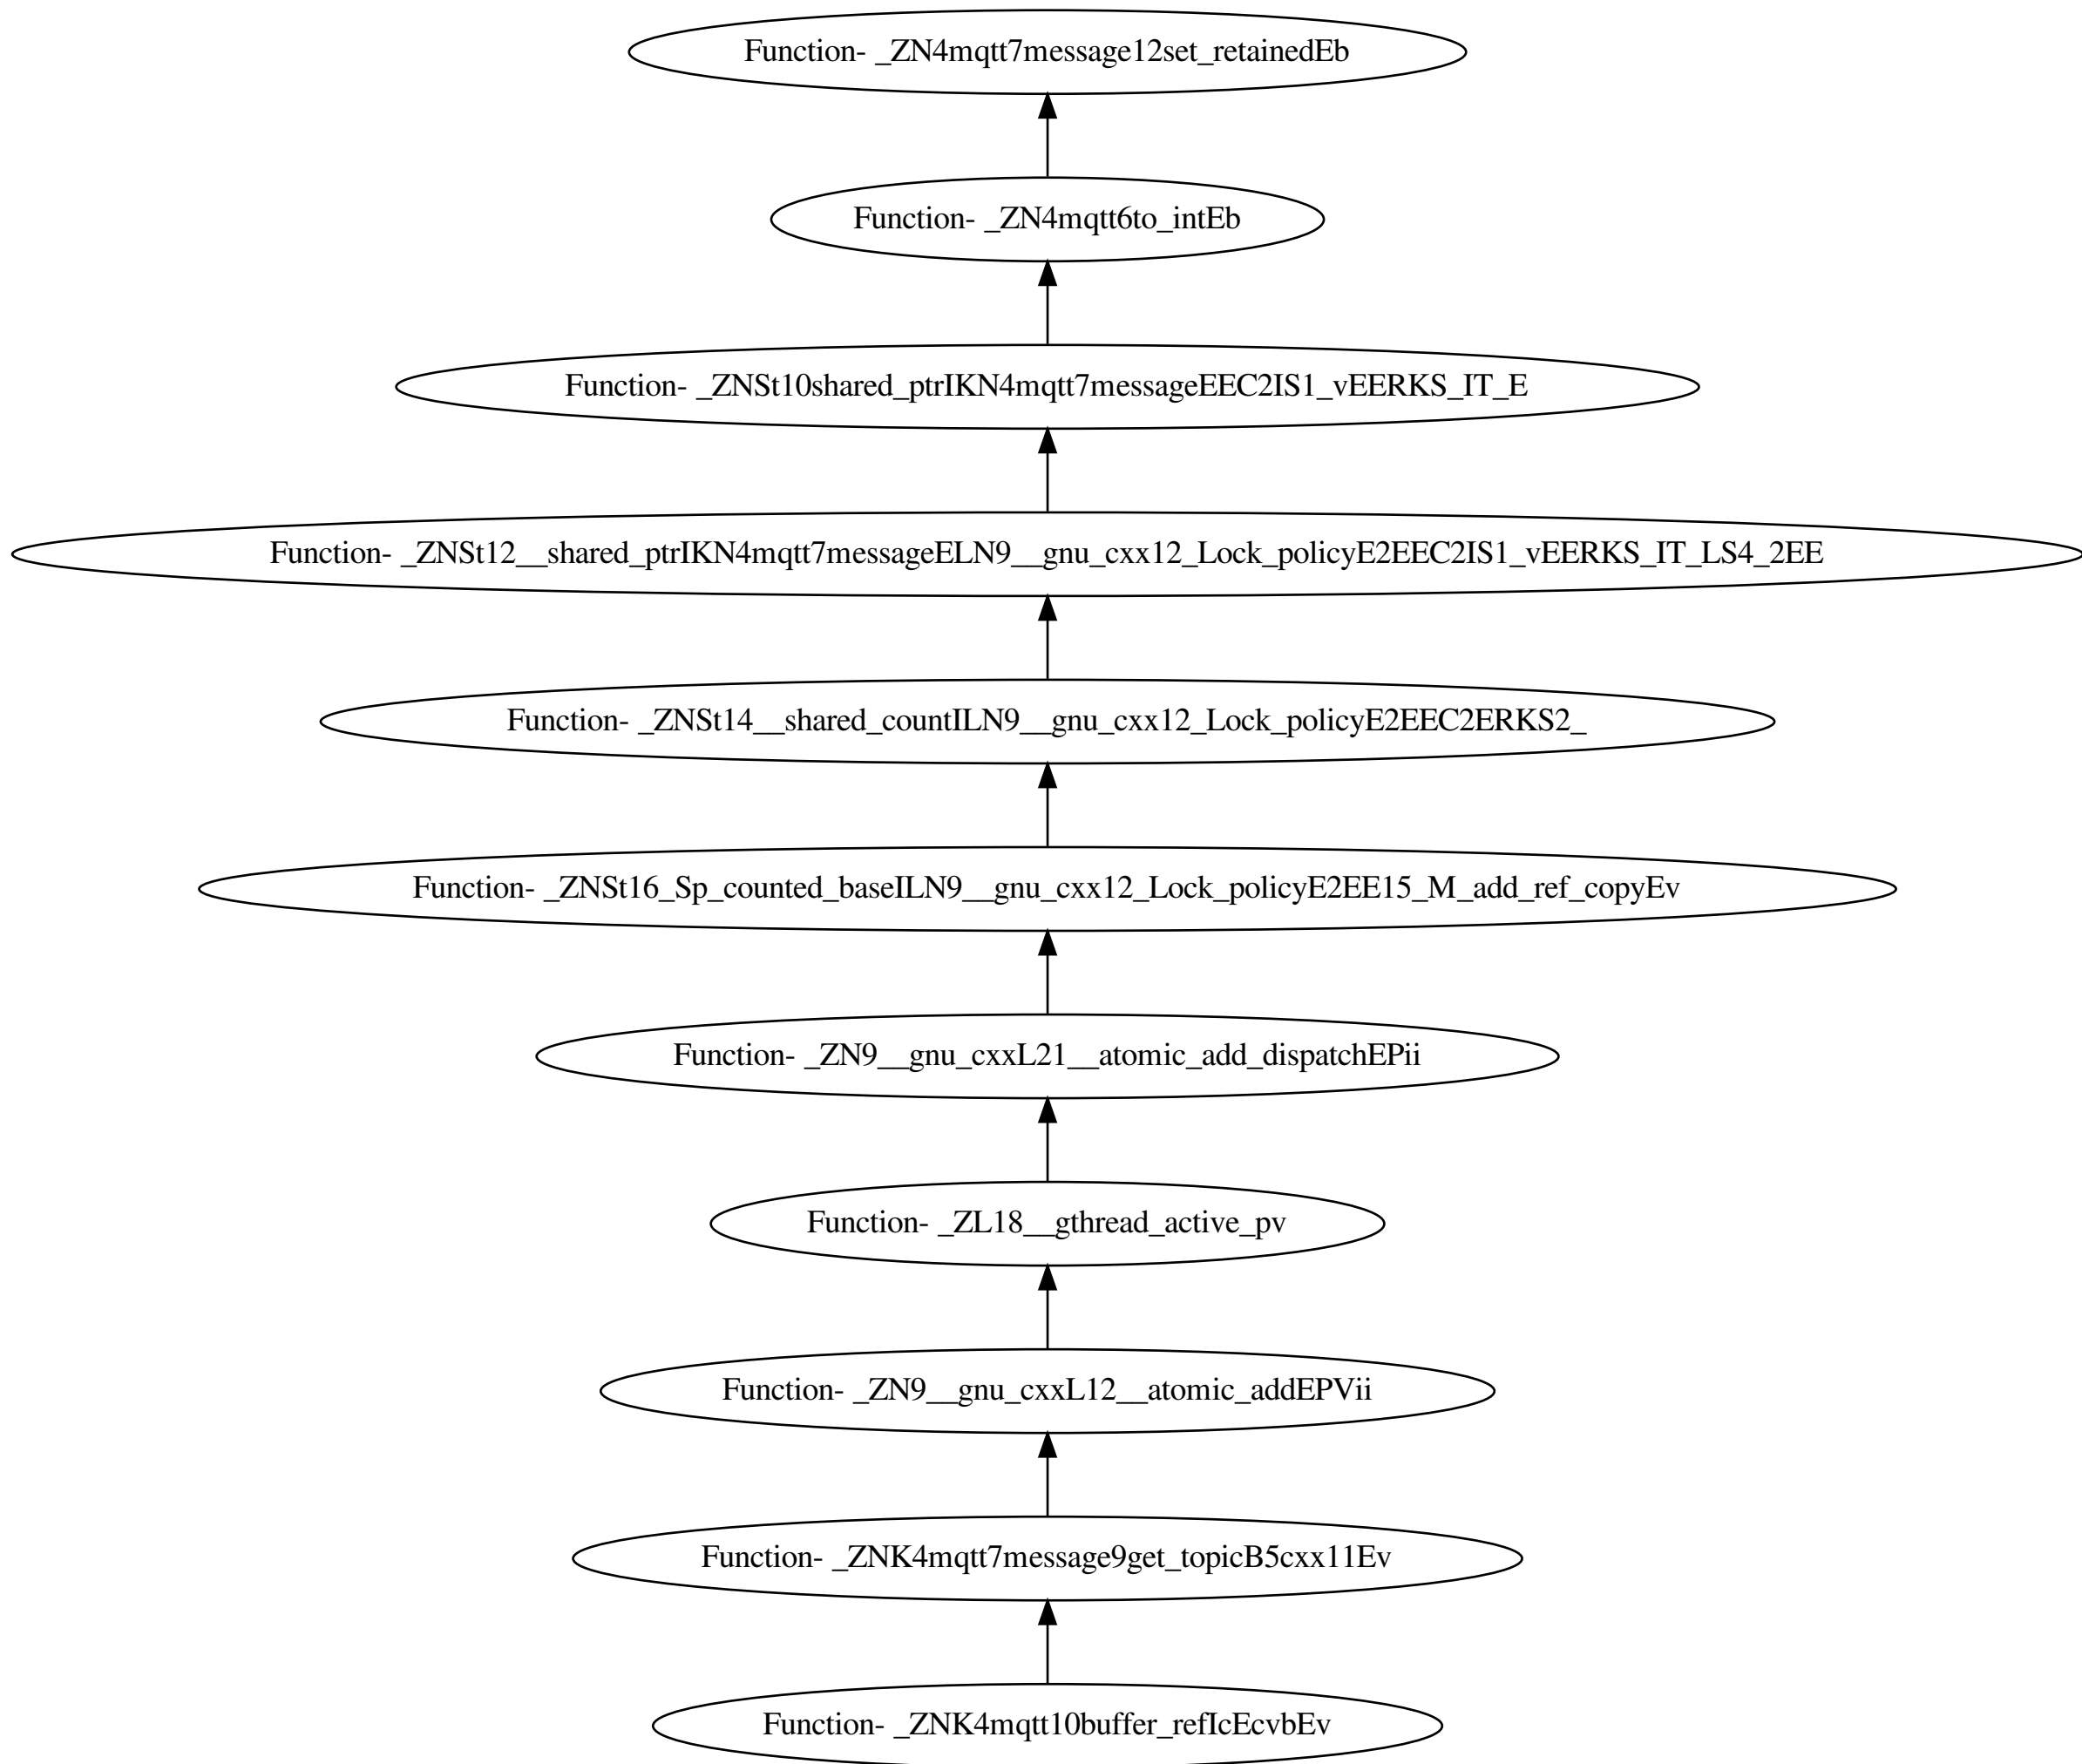 Function- _ZN4mqtt7message12set_retainedEb
Function- _ZN4mqtt6to_intEb
Function- _ZNSt10shared_ptrIKN4mqtt7messageEEC2IS1_vEERKS_IT_E
Function- _ZNSt12__shared_ptrIKN4mqtt7messageELN9__gnu_cxx12_Lock_policyE2EEC2IS1_vEERKS_IT_LS4_2EE
Function- _ZNSt14__shared_countILN9__gnu_cxx12_Lock_policyE2EEC2ERKS2_
Function- _ZNSt16_Sp_counted_baseILN9__gnu_cxx12_Lock_policyE2EE15_M_add_ref_copyEv
Function- _ZN9__gnu_cxxL21__atomic_add_dispatchEPii
Function- _ZL18__gthread_active_pv
Function- _ZN9__gnu_cxxL12__atomic_addEPVii
Function- _ZNK4mqtt7message9get_topicB5cxx11Ev
Function- _ZNK4mqtt10buffer_refIcEcvbEv